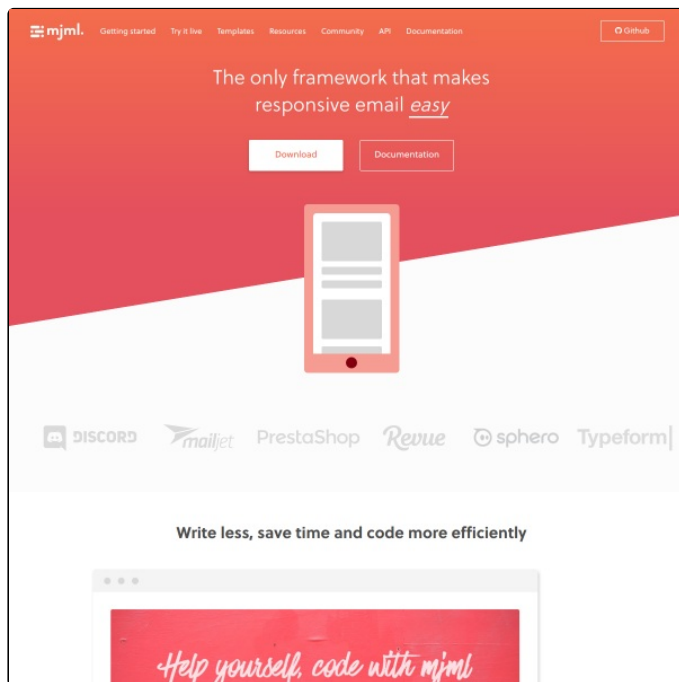 mjml. Getting started Try it live Templates Resources Community API Documentation Github
The only framework that makes
responsive email easy
Download Documentation
DISCORD mailjet PrestaShop Revue sphero Typeform
Write less, save time and code more efficiently
Help yourself, code with mjml